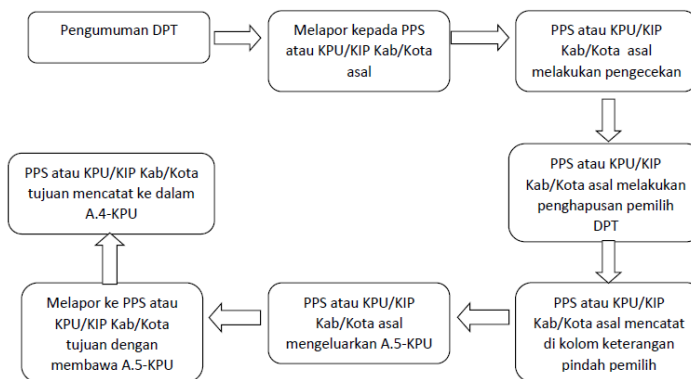 Pengumuman DPT
Melapor kepada PPS
atau KPU/KIP Kab/Kota
asal
PPS atau KPU/KIP
Kab/Kota asal
melakukan pengecekan
PPS atau KPU/KIP
Kab/Kota asal melakukan
penghapusan pemilih
DPT
PPS atau KPU/KIP
Kab/Kota asal mencatat
di kolom keterangan
pindah pemilih
PPS atau KPU/KIP
Kab/Kota asal
mengeluarkan A.5-KPU
Melapor ke PPS atau
KPU/KIP Kab/Kota
tujuan dengan
membawa A.5-KPU
PPS atau KPU/KIP Kab/Kota
tujuan mencatat ke dalam
A.4-KPU